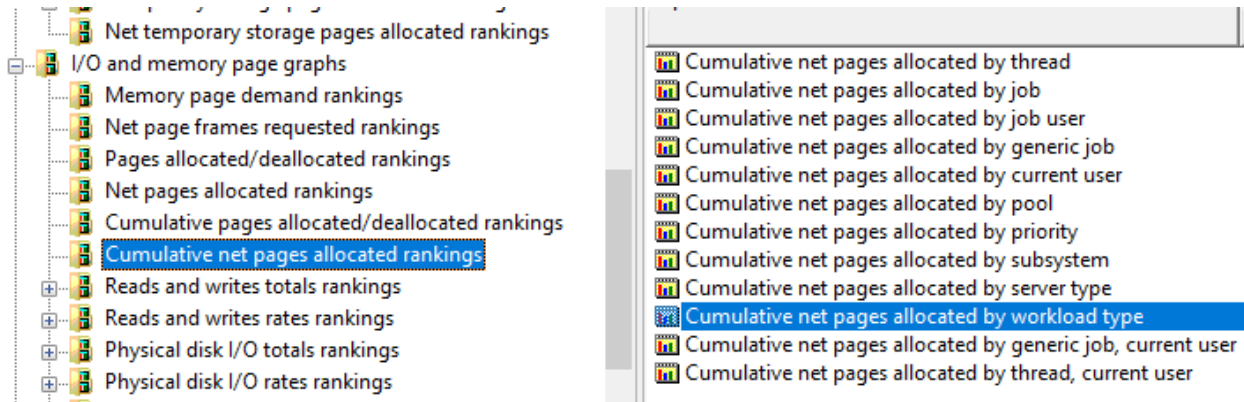 Net temporary storage pages allocated rankings
I/O and memory page graphs
Memory page demand rankings
Net page frames requested rankings
Pages allocated/deallocated rankings
Net pages allocated rankings
Cumulative pages allocated/deallocated rankings
Cumulative net pages allocated rankings
Reads and writes totals rankings
Reads and writes rates rankings
Physical disk I/O totals rankings
Physical disk I/O rates rankings
Cumulative net pages allocated by thread
Cumulative net pages allocated by job
Cumulative net pages allocated by job user
Cumulative net pages allocated by generic job
Cumulative net pages allocated by current user
Cumulative net pages allocated by pool
Cumulative net pages allocated by priority
Cumulative net pages allocated by subsystem
Cumulative net pages allocated by server type
Cumulative net pages allocated by workload type
Cumulative net pages allocated by generic job, current user
Cumulative net pages allocated by thread, current user